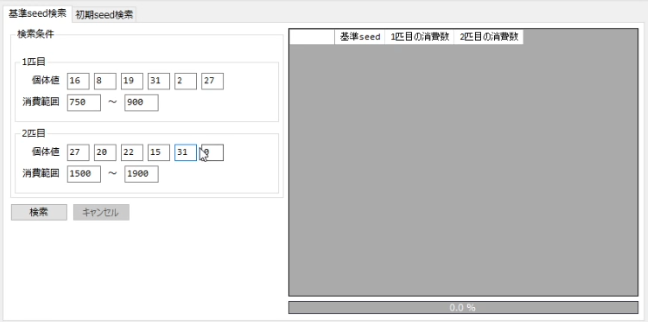 基準seed検索 初期seed検索
検索条件
1匹目
個体値 16 8 19 31 2 27
消費範囲 750 ～ 900
2匹目
個体値 27 20 22 15 31
消費範囲 1500 ～ 1900
検索 キャンセル
基準seed 1匹目の消費数 2匹目の消費数
0.0 %